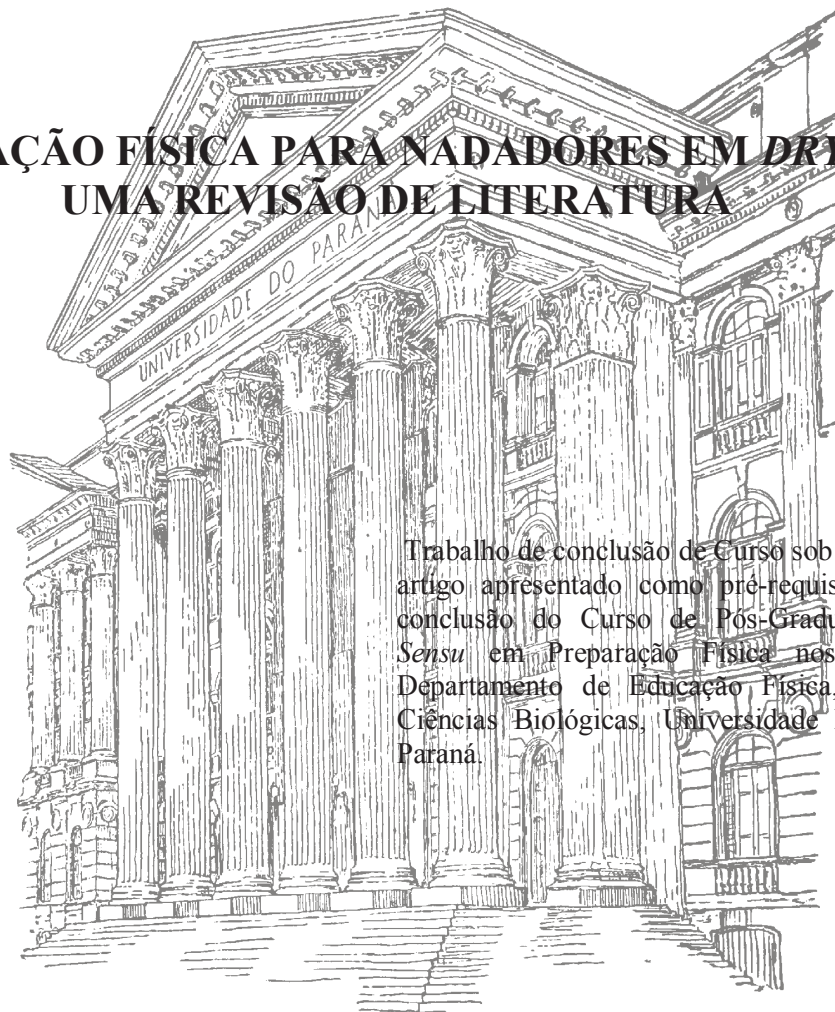 AÇÃO FÍSICA PARA NADADORES EM DRY
UMA REVISÃO DE LITERATURA
UNIVERSIDADE DO PARANÁ
Trabalho de conclusão de Curso sob
artigo apresentado como pré-requis
conclusão do Curso de Pós-Gradu
Sensu em Preparação Física nos
Departamento de Educação Física,
Ciências Biológicas, Universidade
Paraná.